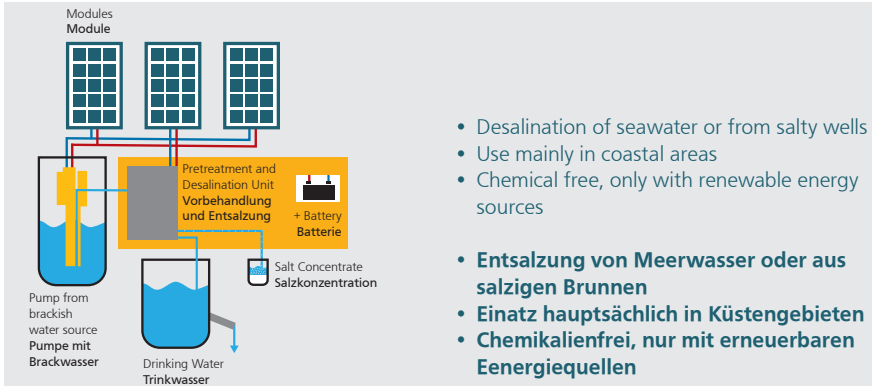 Modules
Module
Pretreatment and
Desalination Unit
Vorbehandlung
und Entsalzung
+ Battery
Batterie
Salt Concentrate
Salzkonzentration
Pump from
brackish
water source
Pumpe mit
Brackwasser
Drinking Water
Trinkwasser
• Desalination of seawater or from salty wells
• Use mainly in coastal areas
• Chemical free, only with renewable energy
sources
• Entsalzung von Meerwasser oder aus
salzigen Brunnen
• Einatz hauptsächlich in Küstengebieten
• Chemikalienfrei, nur mit erneuerbaren
Eenergiequellen